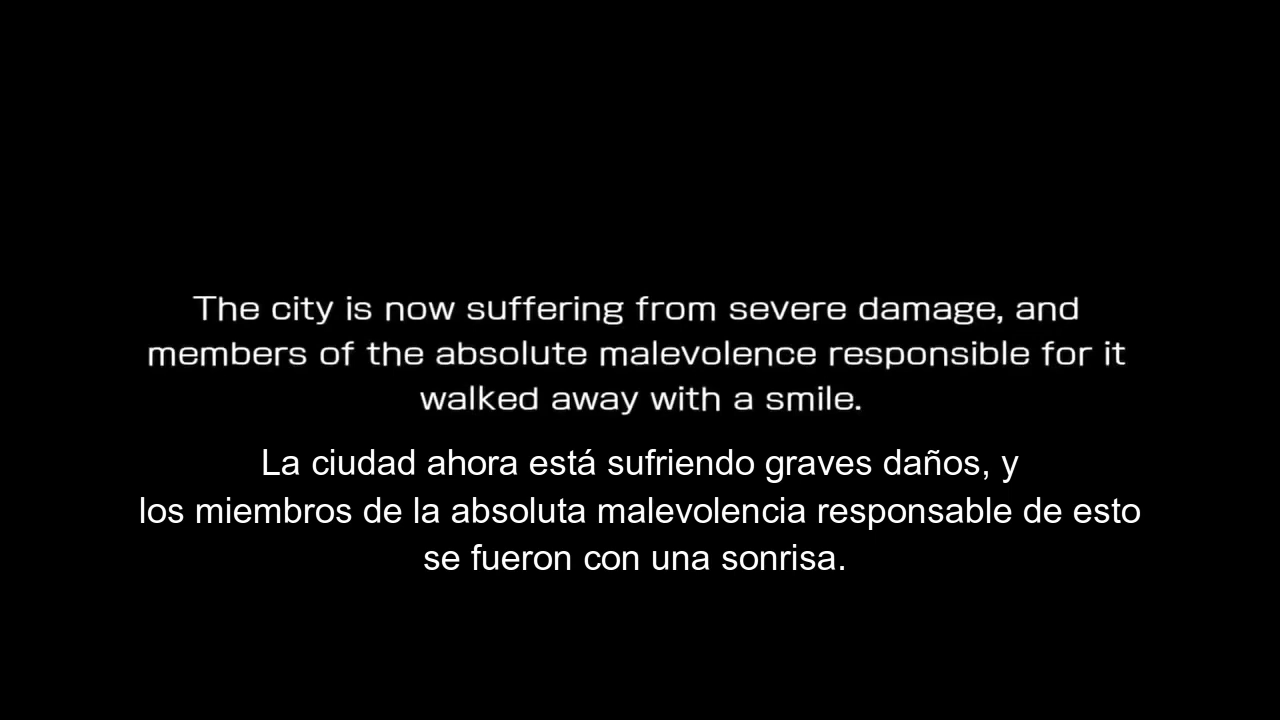 The city is now suffering from severe damage, and
members of the absolute malevolence responsible for it
walked away with a smile.
La ciudad ahora está sufriendo graves daños, y
los miembros de la absoluta malevolencia responsable de esto
se fueron con una sonrisa.